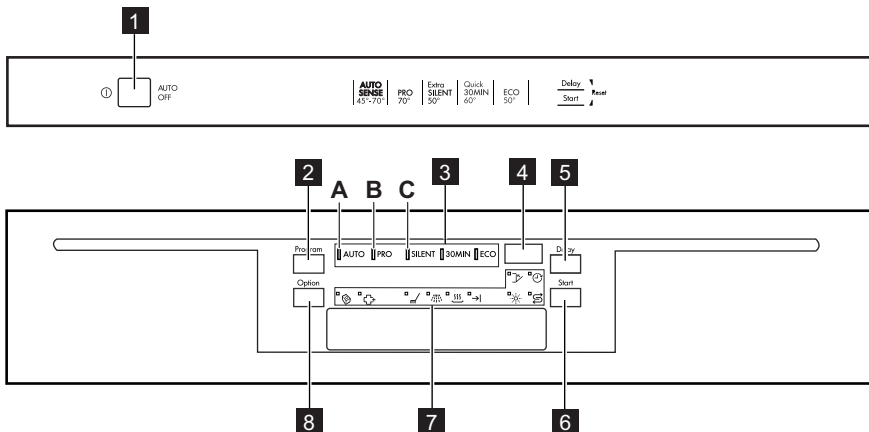 1
AUTO
OFF
AUTO
SENSE
45°-70°
PRO
70°
Extra
SILENT
50°
Quick
30MIN
60°
ECO
50°
Delay
Start
Reset
2
A
B
C
3
4
5
Program
AUTO
PRO
SILENT
30MIN
ECO
Delay
Option
Start
8
7
6